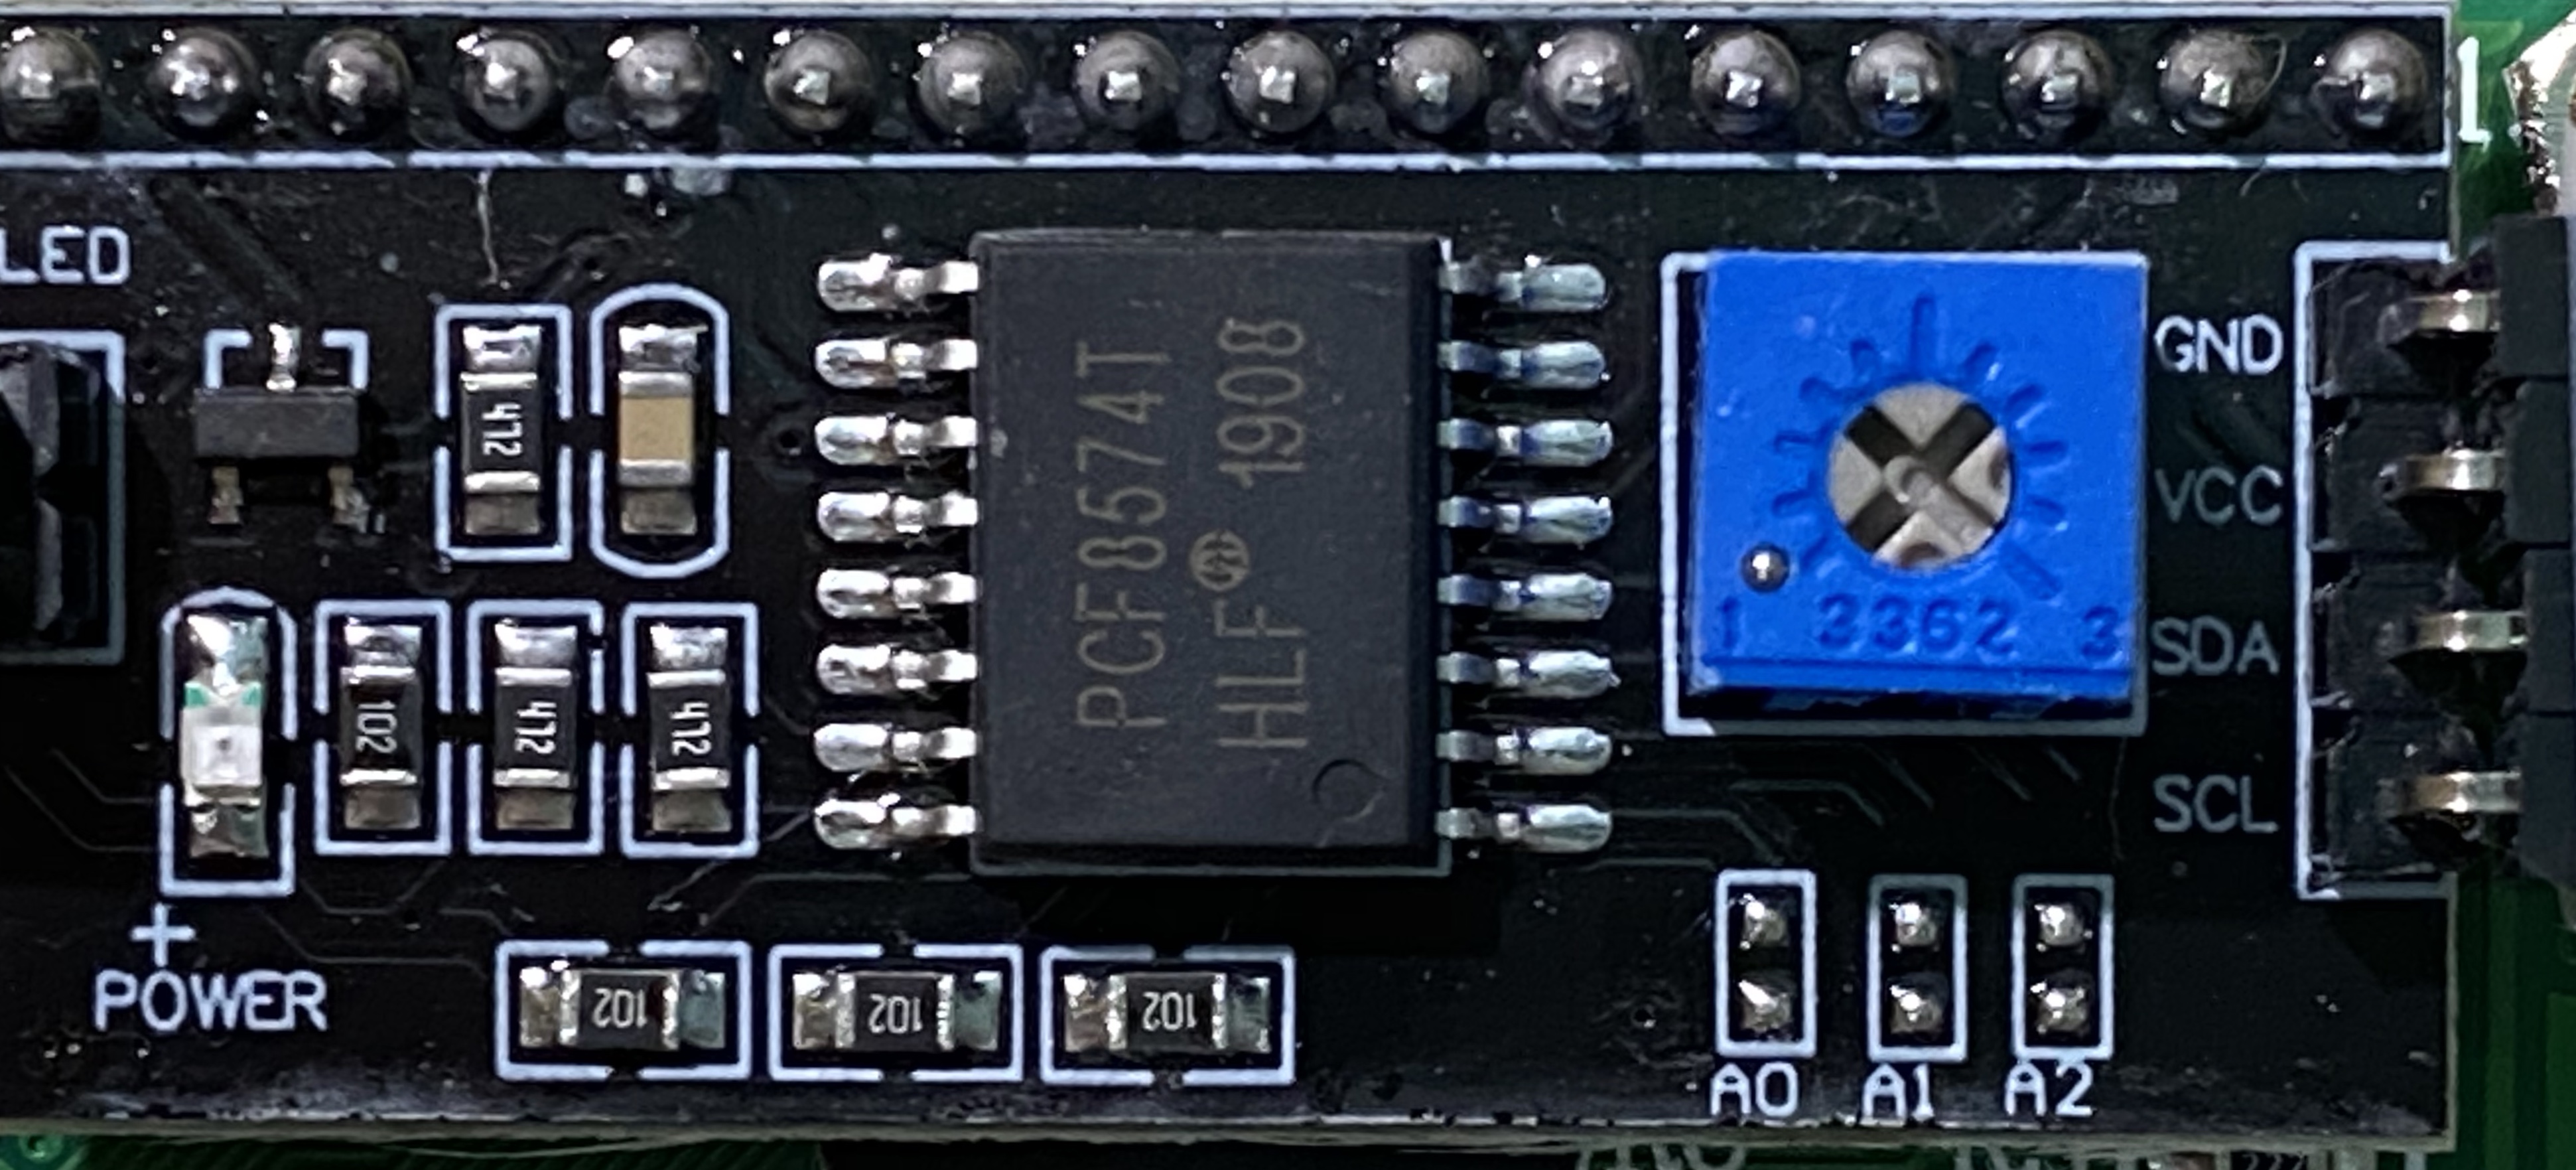 1
LED
472
PCF8574T
HLF 1908
1 3362 3
GND
VCC
SDA
SCL
102
472
472
+
POWER
102
102
102
A0
A1
A2